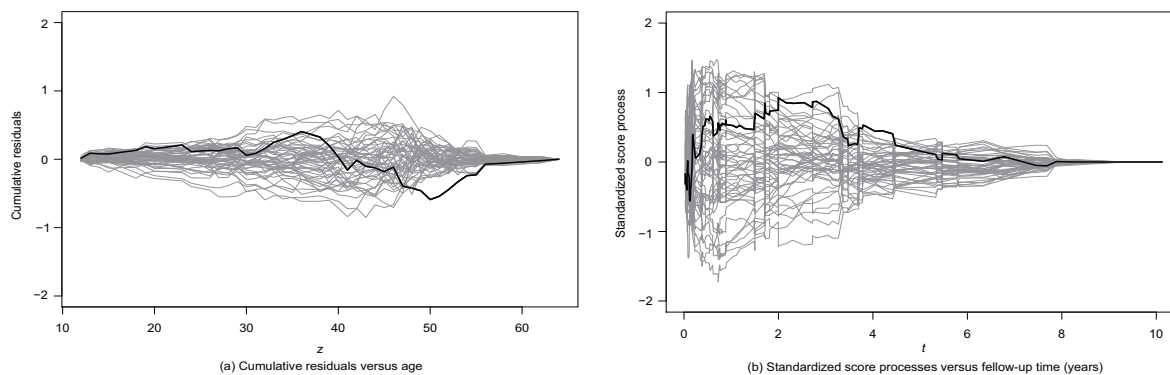 2
1
0
−1
−2
Cumulative residuals
10 20 30 40 50 60
z
(a) Cumulative residuals versus age
2
1
0
−1
−2
Standardized score process
0 2 4 6 8 10
t
(b) Standardized score processes versus fellow-up time (years)